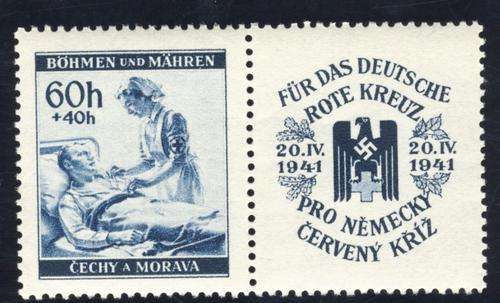 BÖHMEN UND MÄHREN
60h
+40h
ČECHY A MORAVA
FÜR DAS DEUTSCHE
ROTE KREUZ
20.IV. 20.IV.
1941 1941
PRO NĚMECKÝ
ČERVENÝ KŘÍŽ